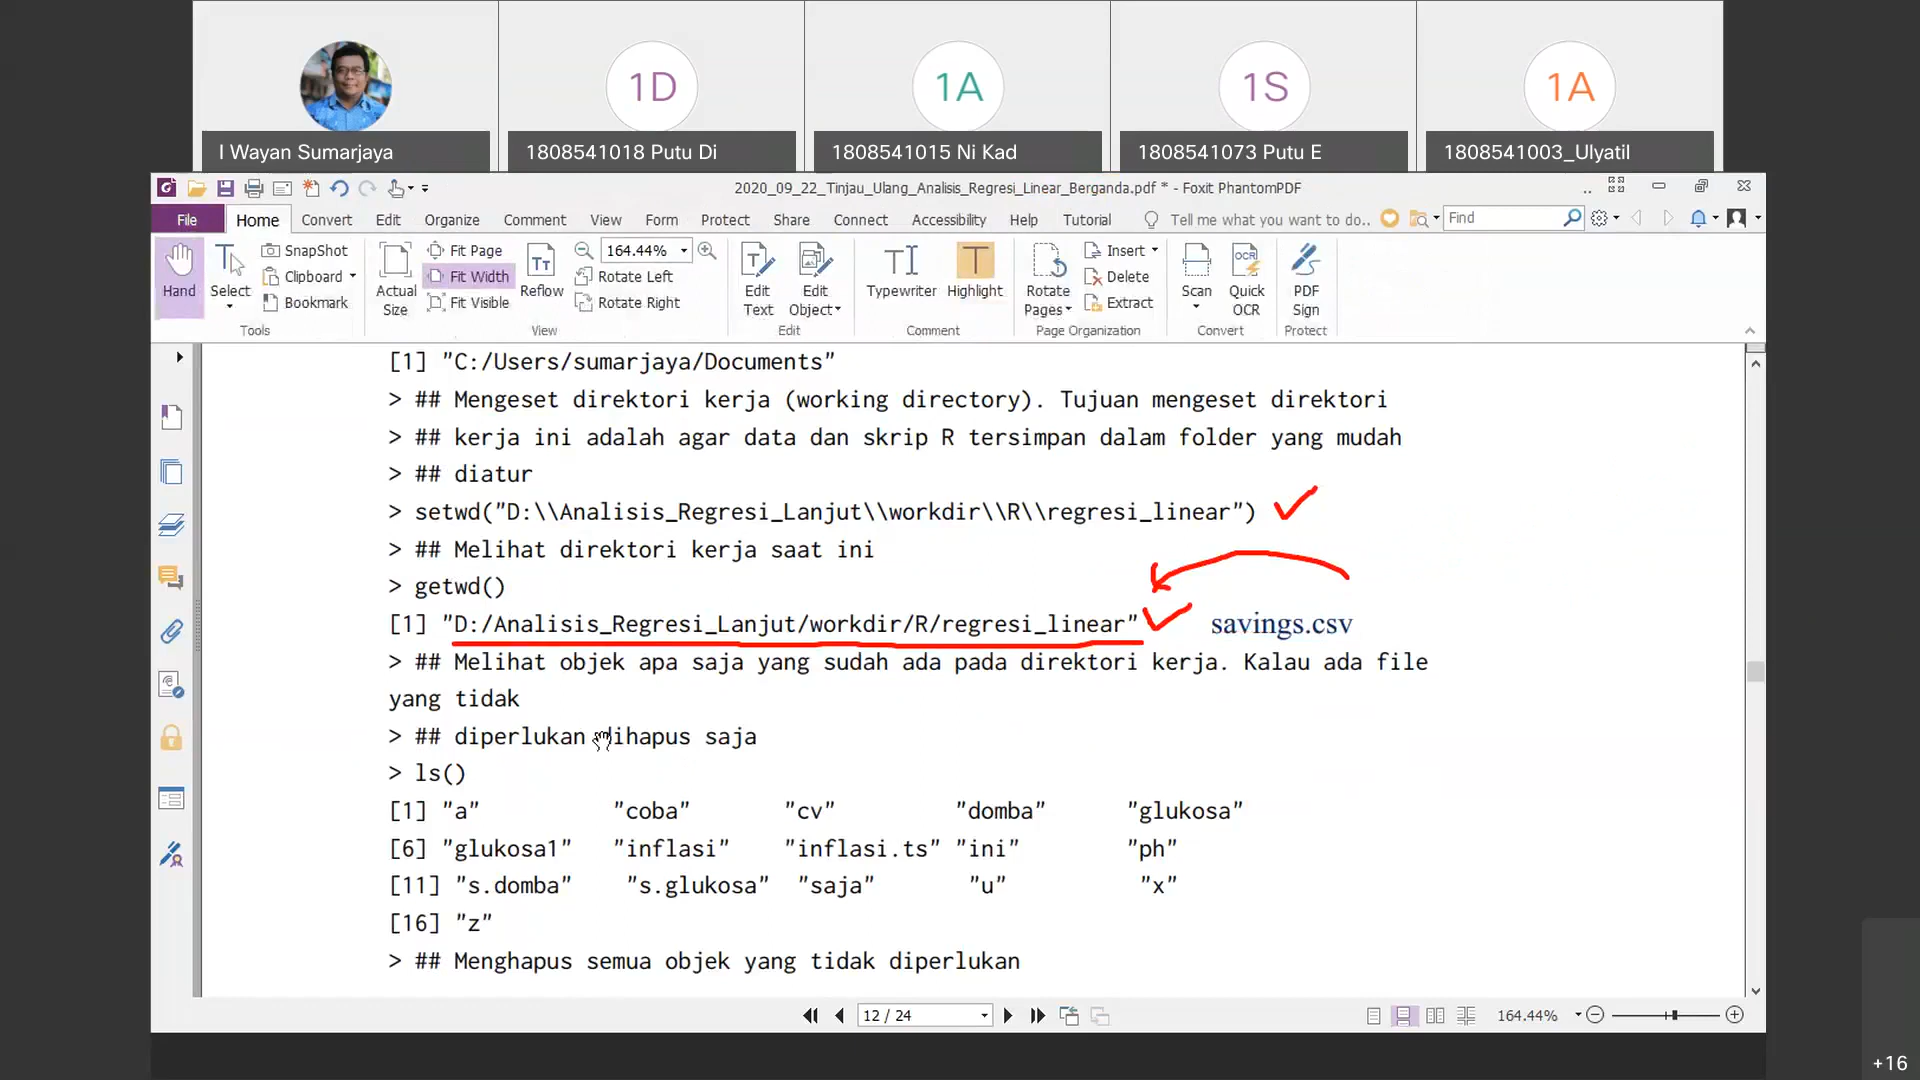 1D
1A
1S
1A
I Wayan Sumarjaya
1808541018 Putu Di
1808541015 Ni Kad
1808541073 Putu E
1808541003_Ulyatil
2020_09_22_Tinjau_Ulang_Analisis_Regresi_Linear_Berganda.pdf * - Foxit PhantomPDF
File
Home
Convert
Edit
Organize
Comment
View
Form
Protect
Share
Connect
Accessibility
Help
Tutorial
Tell me what you want to do..
Find
Hand
Select
SnapShot
Clipboard
Bookmark
Tools
Actual Size
Fit Page
Fit Width
Fit Visible
Reflow
164.44%
Rotate Left
Rotate Right
View
Edit Text
Edit Object
Edit
Typewriter
Highlight
Comment
Rotate Pages
Insert
Delete
Extract
Page Organization
Scan
Quick OCR
Convert
PDF Sign
Protect
[1] "C:/Users/sumarjaya/Documents"
> ## Mengeset direktori kerja (working directory). Tujuan mengeset direktori
> ## kerja ini adalah agar data dan skrip R tersimpan dalam folder yang mudah
> ## diatur
> setwd("D:\\Analisis_Regresi_Lanjut\\workdir\\R\\regresi_linear")
> ## Melihat direktori kerja saat ini
> getwd()
[1] "D:/Analisis_Regresi_Lanjut/workdir/R/regresi_linear" savings.csv
> ## Melihat objek apa saja yang sudah ada pada direktori kerja. Kalau ada file
yang tidak
> ## diperlukan dihapus saja
> ls()
[1] "a" "coba" "cv" "domba" "glukosa"
[6] "glukosa1" "inflasi" "inflasi.ts" "ini" "ph"
[11] "s.domba" "s.glukosa" "saja" "u" "x"
[16] "z"
> ## Menghapus semua objek yang tidak diperlukan
12 / 24
164.44%
+16